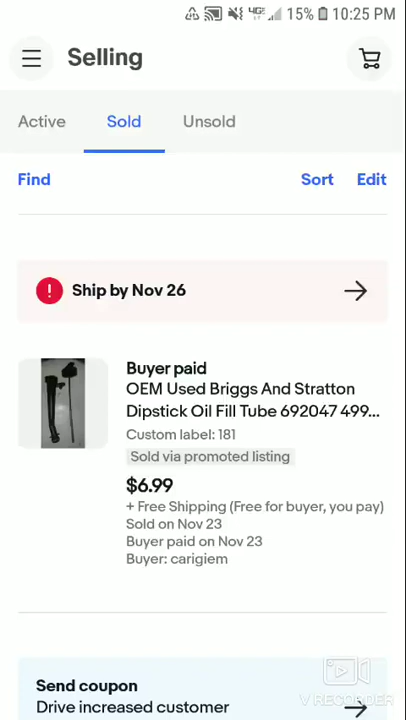 15% 10:25 PM
Selling
Active Sold Unsold
Find Sort Edit
Ship by Nov 26
Buyer paid
OEM Used Briggs And Stratton
Dipstick Oil Fill Tube 692047 499...
Custom label: 181
Sold via promoted listing
$6.99
+ Free Shipping (Free for buyer, you pay)
Sold on Nov 23
Buyer paid on Nov 23
Buyer: carigiem
Send coupon
Drive increased customer
V RECORDER